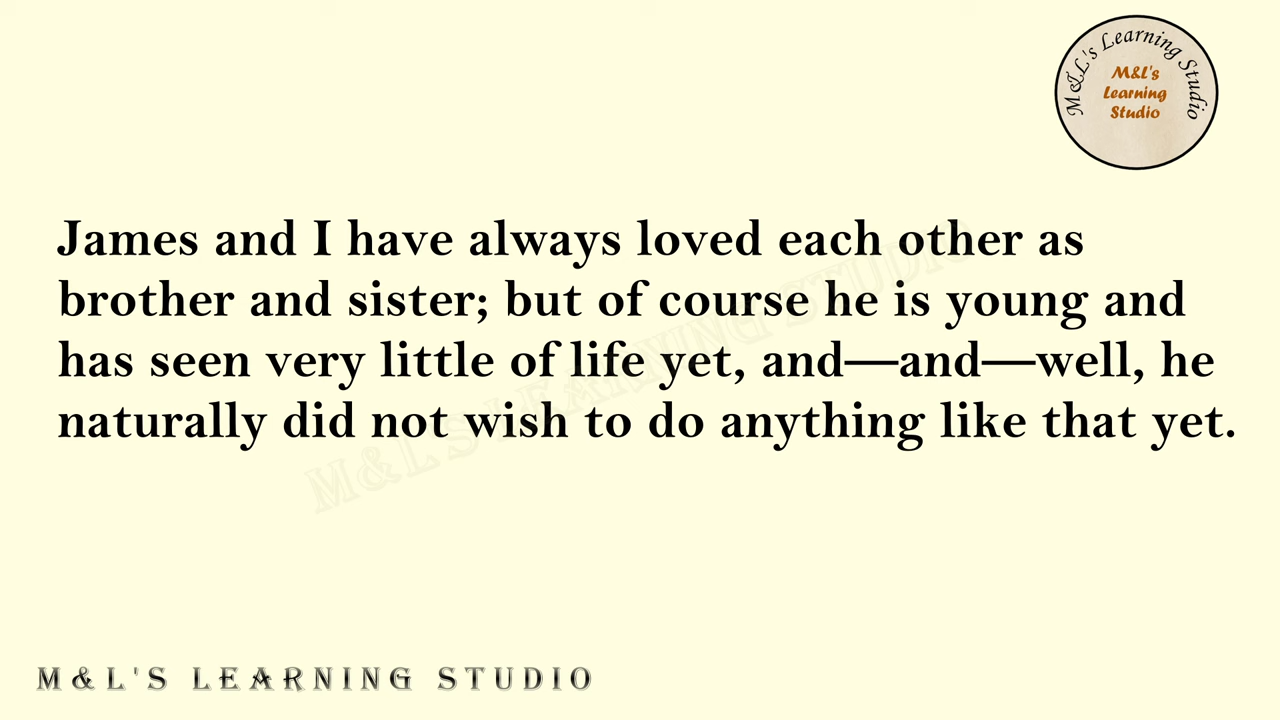 M&L's Learning Studio
M&L's
Learning
Studio
James and I have always loved each other as
brother and sister; but of course he is young and
has seen very little of life yet, and—and—well, he
naturally did not wish to do anything like that yet.
M&L'S LEARNING STUDIO
M&L'S LEARNING STUDIO